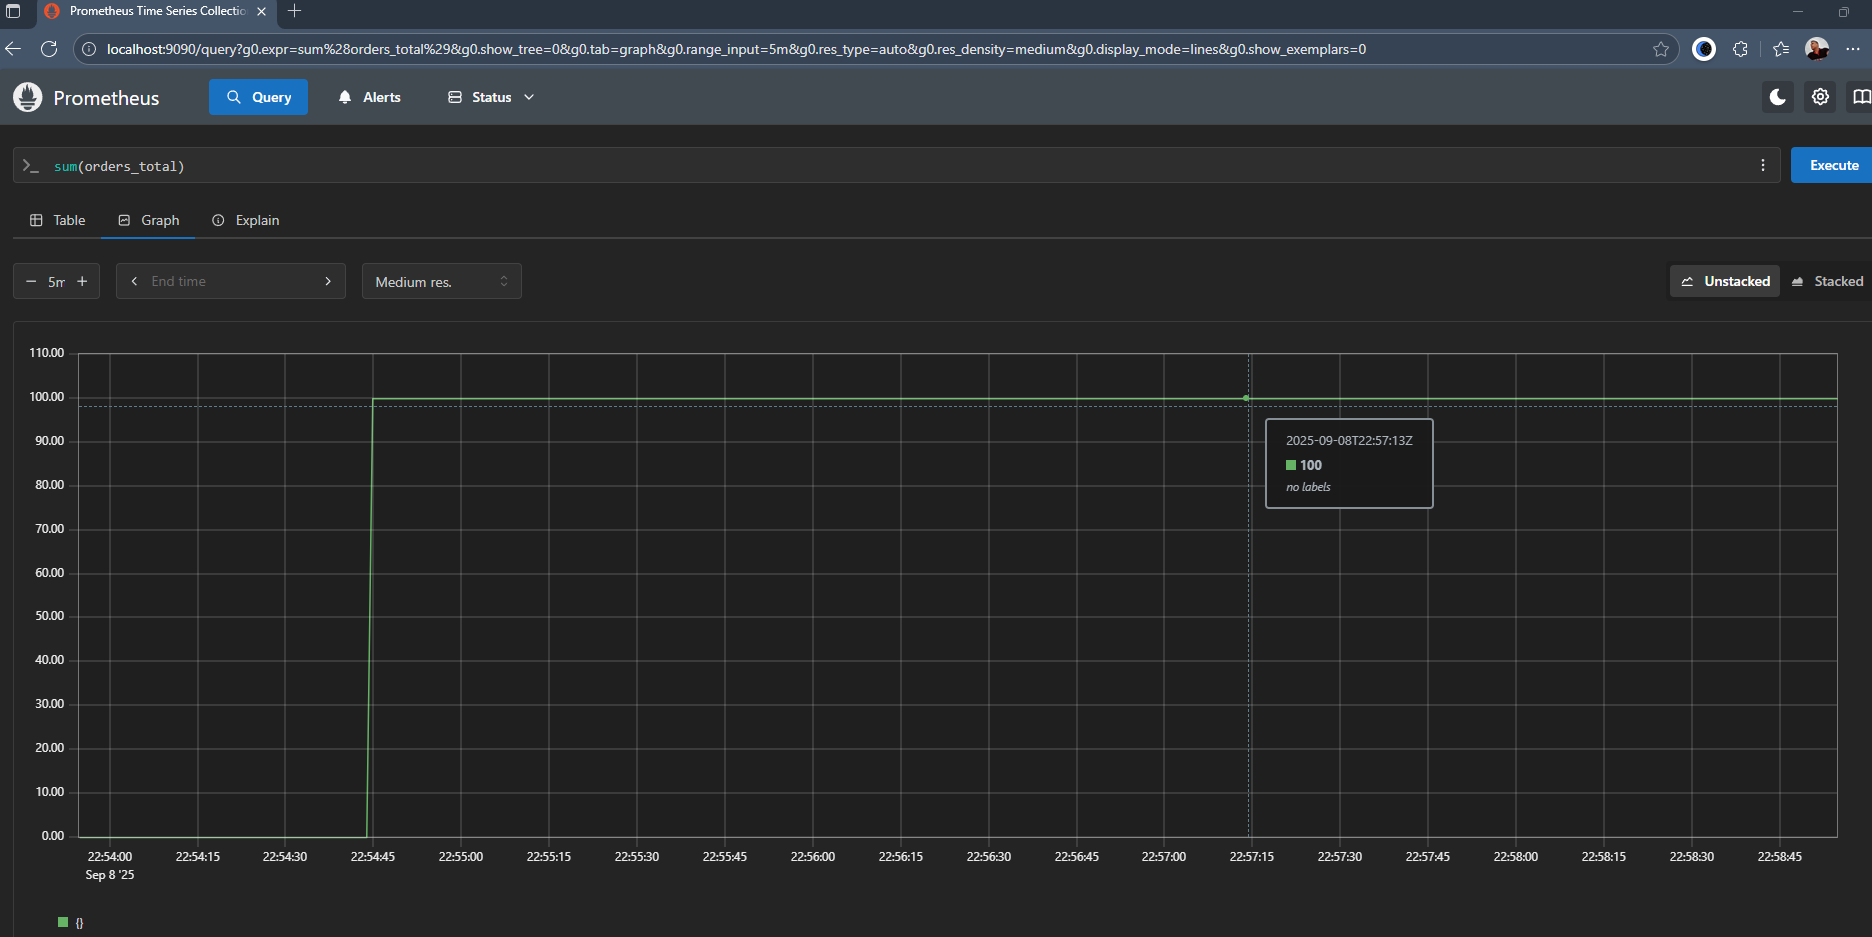 Prometheus Time Series Collectio
localhost:9090/query?g0.expr=sum%28orders_total%29&g0.show_tree=0&g0.tab=graph&g0.range_input=5m&g0.res_type=auto&g0.res_density=medium&g0.display_mode=lines&g0.show_exemplars=0
Prometheus Query Alerts Status
>_ sum(orders_total) Execute
Table Graph Explain
− 5m + < End time > Medium res. Unstacked Stacked
110.00
100.00
90.00
80.00
70.00
60.00
50.00
40.00
30.00
20.00
10.00
0.00
2025-09-08T22:57:13Z
100
no labels
22:54:00 22:54:15 22:54:30 22:54:45 22:55:00 22:55:15 22:55:30 22:55:45 22:56:00 22:56:15 22:56:30 22:56:45 22:57:00 22:57:15 22:57:30 22:57:45 22:58:00 22:58:15 22:58:30 22:58:45
Sep 8 '25
{}